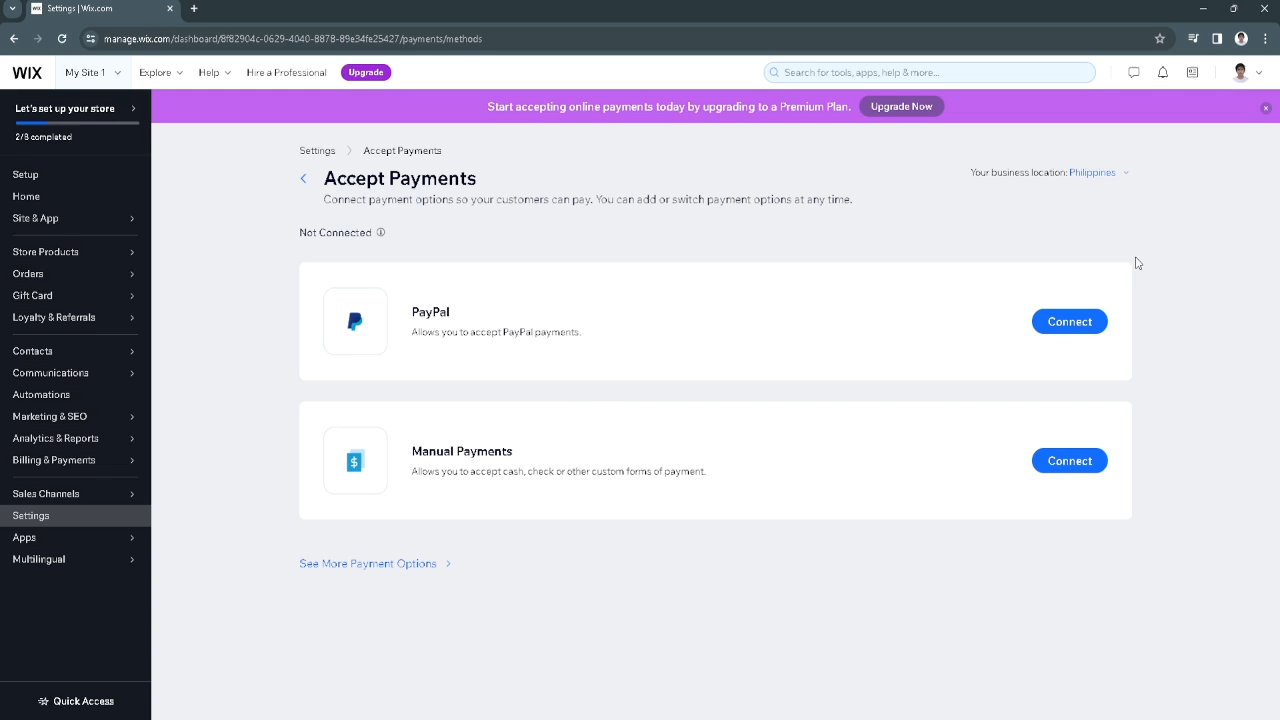 WIX
Settings | Wix.com
manage.wix.com/dashboard/8f82904c-0629-4040-8878-89e34fe25427/payments/methods
WIX
My Site 1
Explore
Help
Hire a Professional
Upgrade
Search for tools, apps, help & more...
Let's set up your store
2/6 completed
Start accepting online payments today by upgrading to a Premium Plan.
Upgrade Now
Setup
Home
Site & App
Store Products
Orders
Gift Card
Loyalty & Referrals
Contacts
Communications
Automations
Marketing & SEO
Analytics & Reports
Billing & Payments
Sales Channels
Settings
Apps
Multilingual
Quick Access
Settings
Accept Payments
Accept Payments
Your business location: Philippines
Connect payment options so your customers can pay. You can add or switch payment options at any time.
Not Connected
PayPal
Allows you to accept PayPal payments.
Connect
Manual Payments
Allows you to accept cash, check or other custom forms of payment.
Connect
See More Payment Options